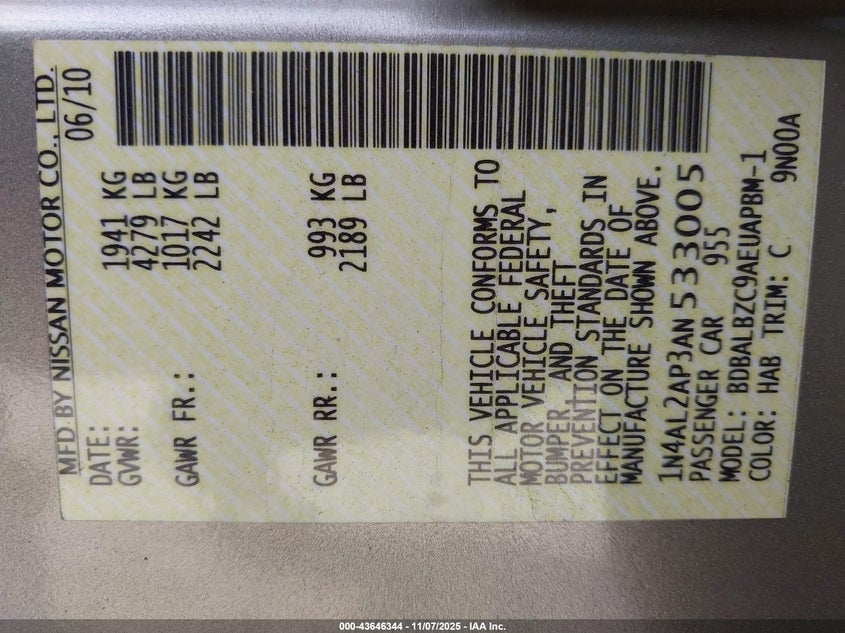 MFD BY NISSAN MOTOR CO., LTD.
DATE: 06/10
GVWR: 1941 KG
4279 LB
GAWR FR.: 1017 KG
2242 LB
GAWR RR.: 993 KG
2189 LB
THIS VEHICLE CONFORMS TO
ALL APPLICABLE FEDERAL
MOTOR VEHICLE SAFETY,
BUMPER, AND THEFT
PREVENTION STANDARDS IN
EFFECT ON THE DATE OF
MANUFACTURE SHOWN ABOVE.
1N4AL2AP3AN533005
PASSENGER CAR 955
MODEL: BDBALBZC9AEUAPBM-1
COLOR: HAB TRIM: C 9N00A
000-43646344 - 11/07/2025 - IAA Inc.